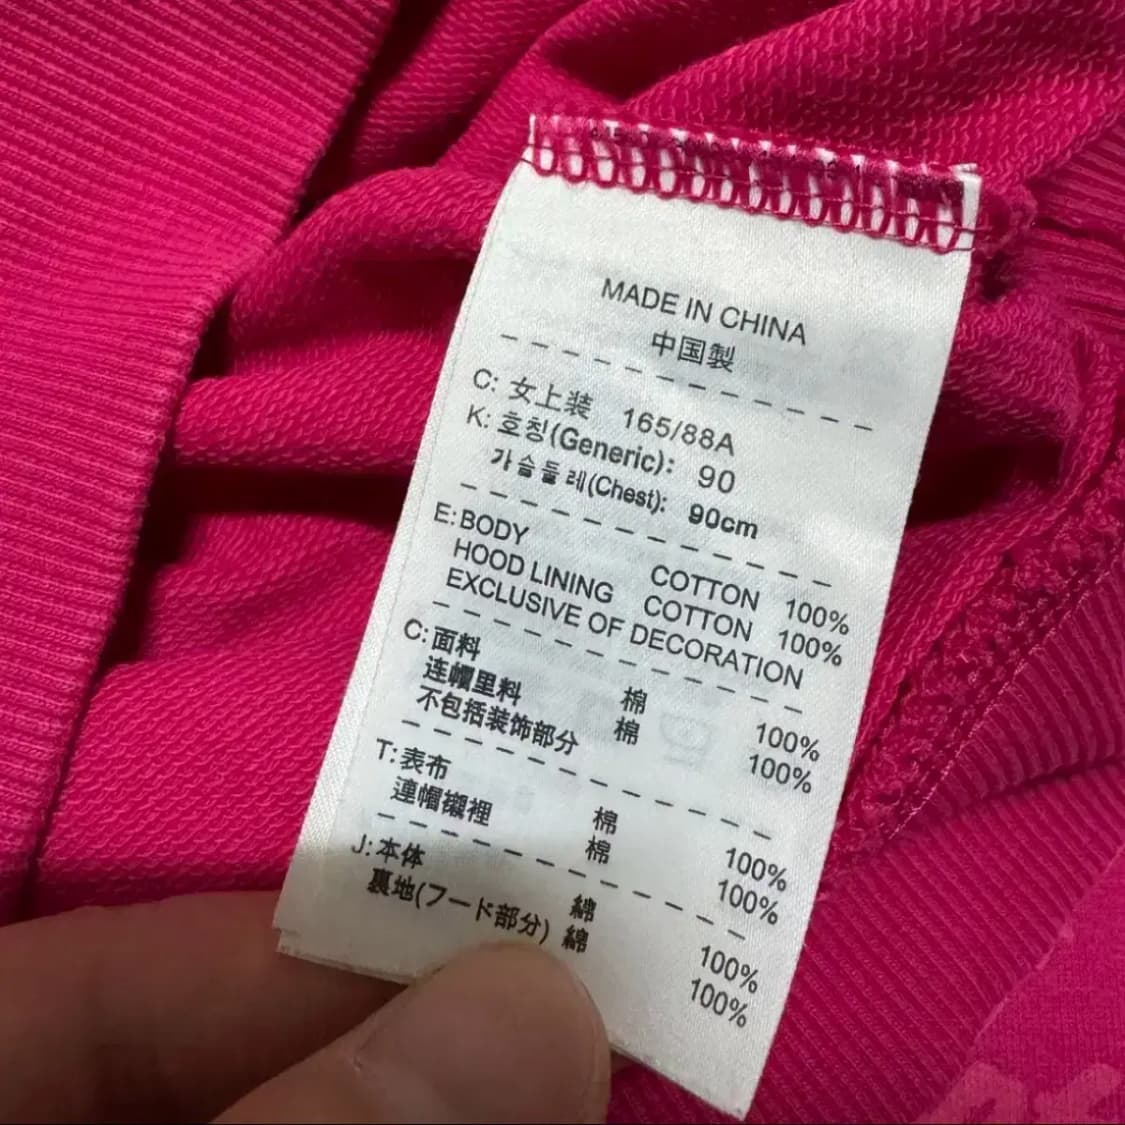 MADE IN CHINA
中国製
C: 女上装 165/88A
K: 호칭(Generic): 90
가슴둘레(Chest): 90cm
E: BODY COTTON 100%
HOOD LINING COTTON 100%
EXCLUSIVE OF DECORATION
C: 面料 棉 100%
连帽里料 棉 100%
不包括装饰部分
T: 表布 棉 100%
連帽襯裡 棉 100%
J: 本体 綿 100%
裏地(フード部分) 綿 100%